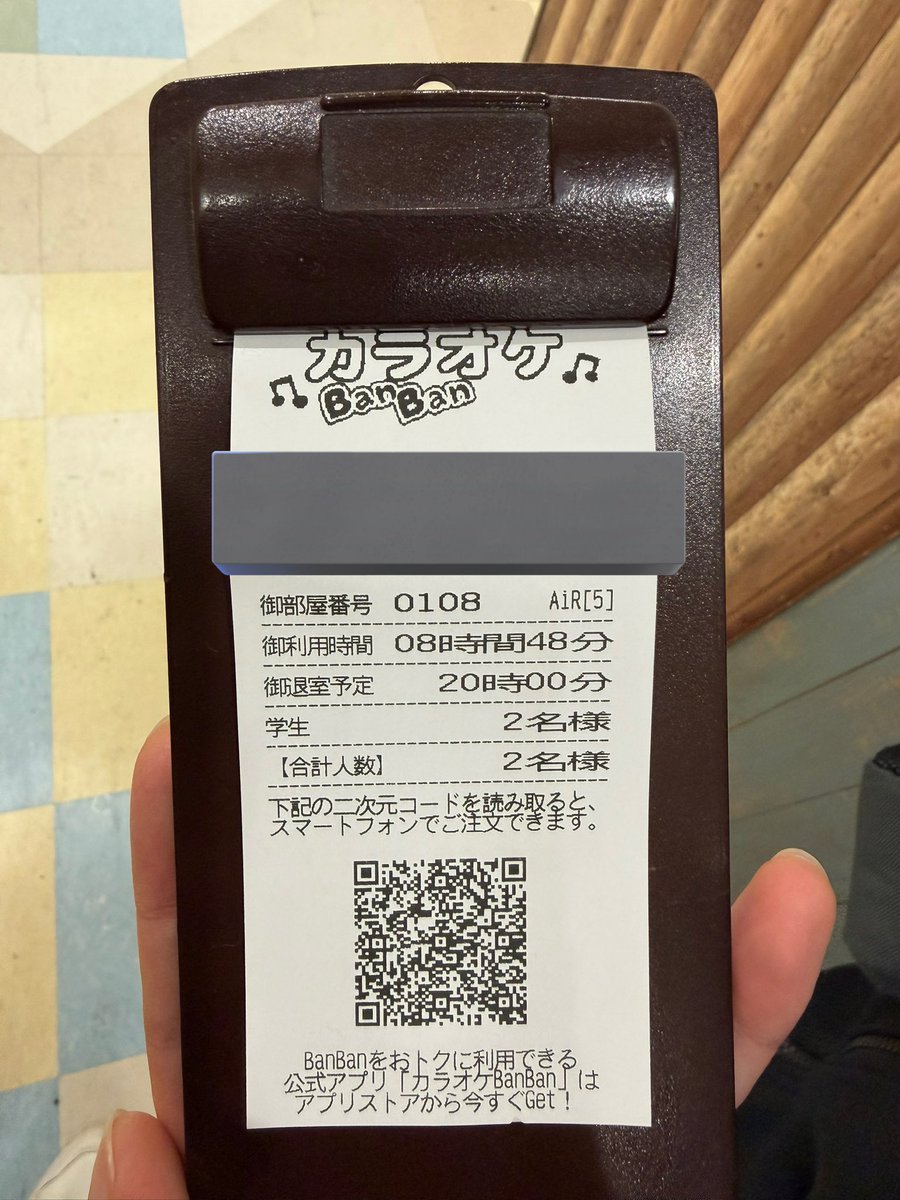 カラオケ
BanBan
御部屋番号 0108 AiR[5]
御利用時間 08時間48分
御退室予定 20時00分
学生 2名様
【合計人数】 2名様
下記の二次元コードを読み取ると、
スマートフォンでご注文できます。
BanBanをおトクに利用できる
公式アプリ「カラオケBanBan」は
アプリストアから今すぐGet！